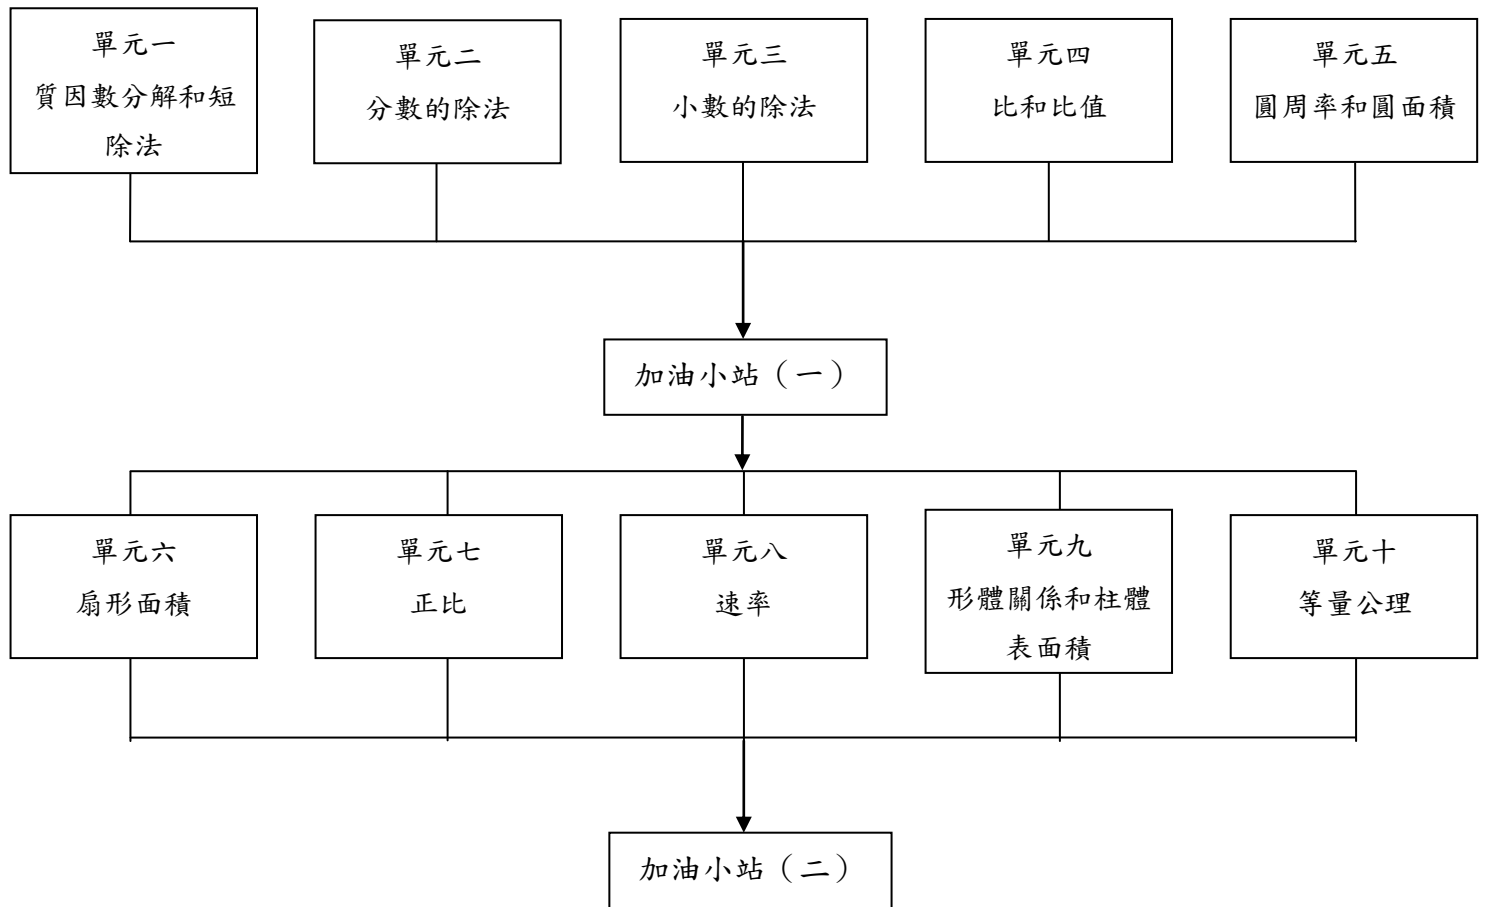 單元一
質因數分解和短
除法
單元二
分數的除法
單元三
小數的除法
單元四
比和比值
單元五
圓周率和圓面積
加油小站（一）
單元六
扇形面積
單元七
正比
單元八
速率
單元九
形體關係和柱體
表面積
單元十
等量公理
加油小站（二）